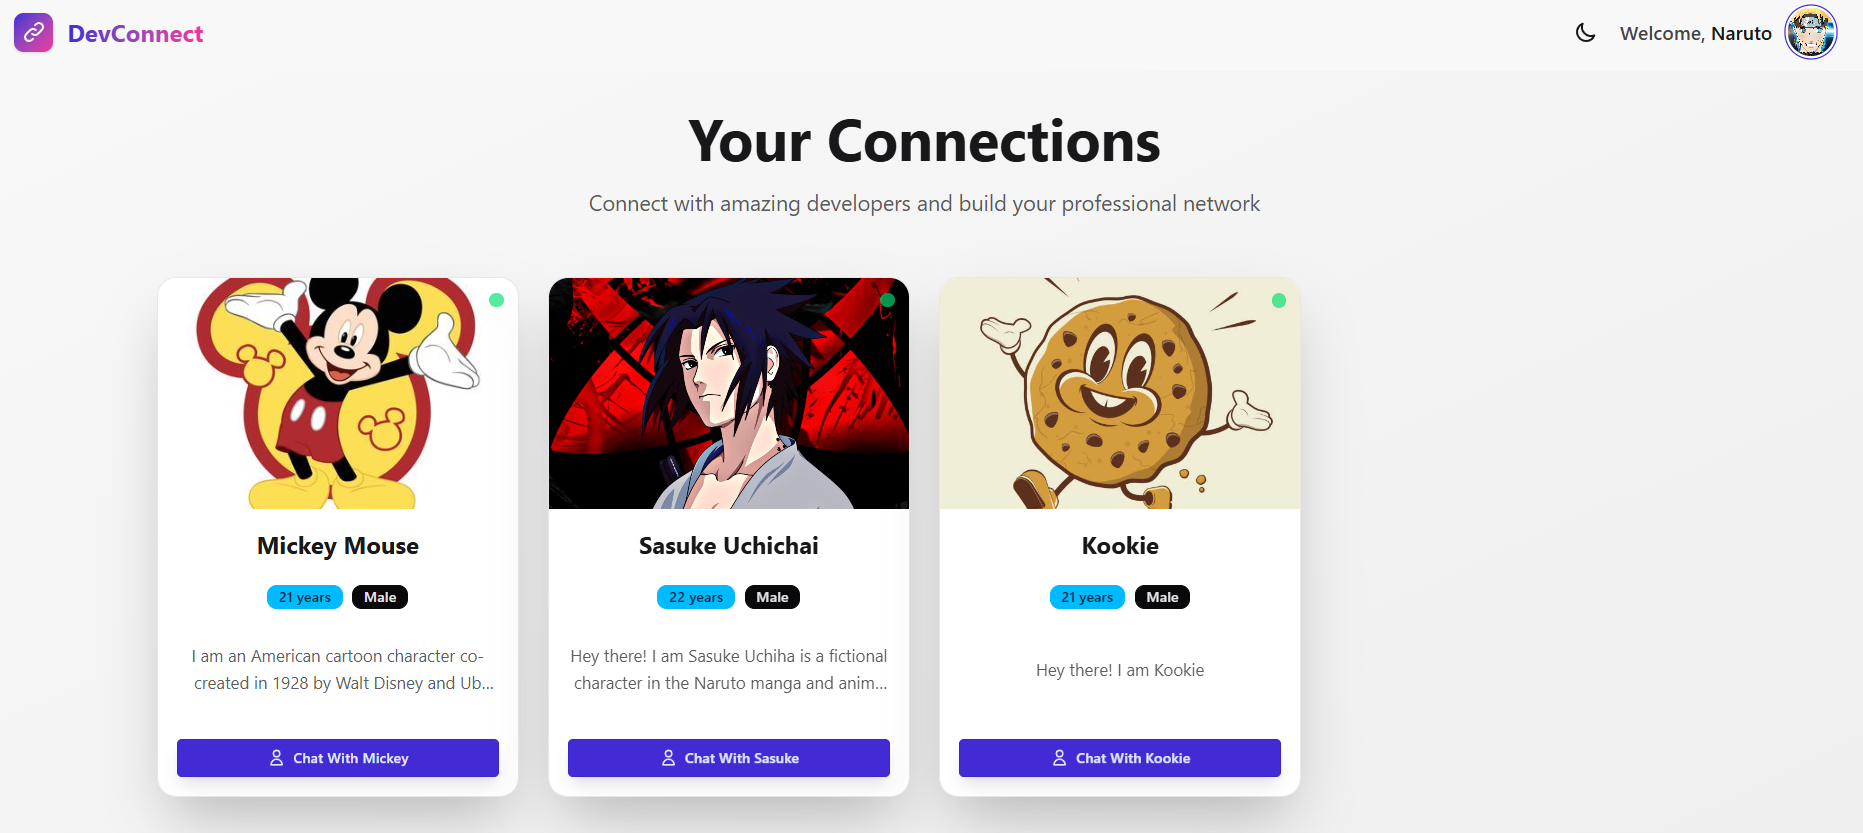 DevConnect
Welcome, Naruto
Your Connections
Connect with amazing developers and build your professional network
Mickey Mouse
21 years Male
I am an American cartoon character co-
created in 1928 by Walt Disney and Ub...
Chat With Mickey
Sasuke Uchichai
22 years Male
Hey there! I am Sasuke Uchiha is a fictional
character in the Naruto manga and anim...
Chat With Sasuke
Kookie
21 years Male
Hey there! I am Kookie
Chat With Kookie